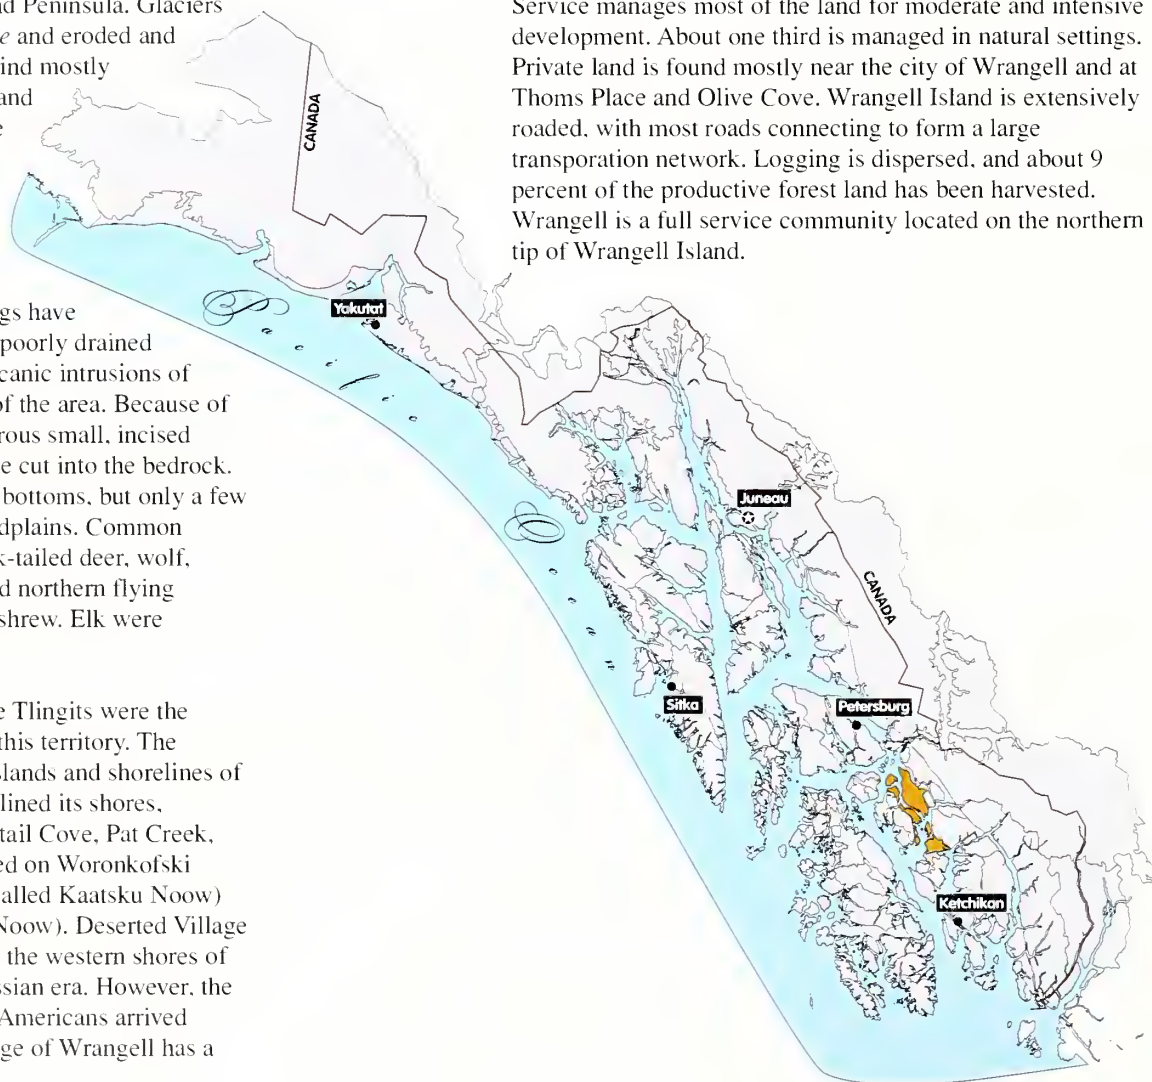 nd Peninsula. Glaciers
e and eroded and
ind mostly
and
e
gs have
poorly drained
canic intrusions of
of the area. Because of
rous small, incised
e cut into the bedrock.
bottoms, but only a few
dplains. Common
k-tailed deer, wolf,
d northern flying
shrew. Elk were
e Tlingits were the
this territory. The
slands and shorelines of
lined its shores,
tail Cove, Pat Creek,
ed on Woronkofski
alled Kaatsku Noow)
Noow). Deserted Village
the western shores of
ssian era. However, the
Americans arrived
ge of Wrangell has a
Service manages most of the land for moderate and intensive
development. About one third is managed in natural settings.
Private land is found mostly near the city of Wrangell and at
Thoms Place and Olive Cove. Wrangell Island is extensively
roaded, with most roads connecting to form a large
transporation network. Logging is dispersed, and about 9
percent of the productive forest land has been harvested.
Wrangell is a full service community located on the northern
tip of Wrangell Island.
CANADA
Yakutat
Pacific
Ocean
Juneau
CANADA
Sitka
Petersburg
Ketchikan